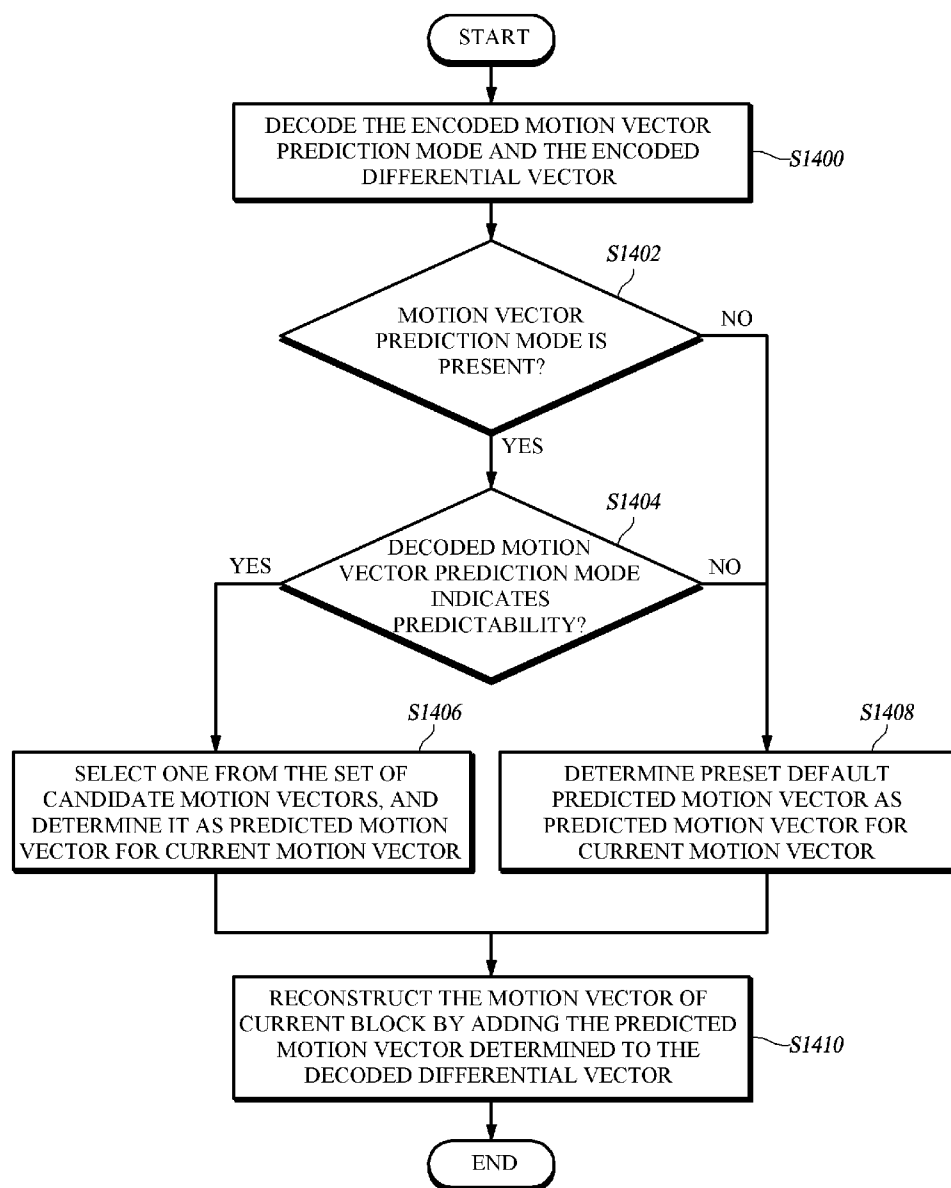 START
DECODE THE ENCODED MOTION VECTOR
PREDICTION MODE AND THE ENCODED
DIFFERENTIAL VECTOR
S1400
S1402
MOTION VECTOR
PREDICTION MODE IS
PRESENT?
NO
YES
S1404
DECODED MOTION
VECTOR PREDICTION MODE
INDICATES
PREDICTABILITY?
YES
NO
S1406
SELECT ONE FROM THE SET OF
CANDIDATE MOTION VECTORS, AND
DETERMINE IT AS PREDICTED MOTION
VECTOR FOR CURRENT MOTION VECTOR
S1408
DETERMINE PRESET DEFAULT
PREDICTED MOTION VECTOR AS
PREDICTED MOTION VECTOR FOR
CURRENT MOTION VECTOR
RECONSTRUCT THE MOTION VECTOR OF
CURRENT BLOCK BY ADDING THE PREDICTED
MOTION VECTOR DETERMINED TO THE
DECODED DIFFERENTIAL VECTOR
S1410
END